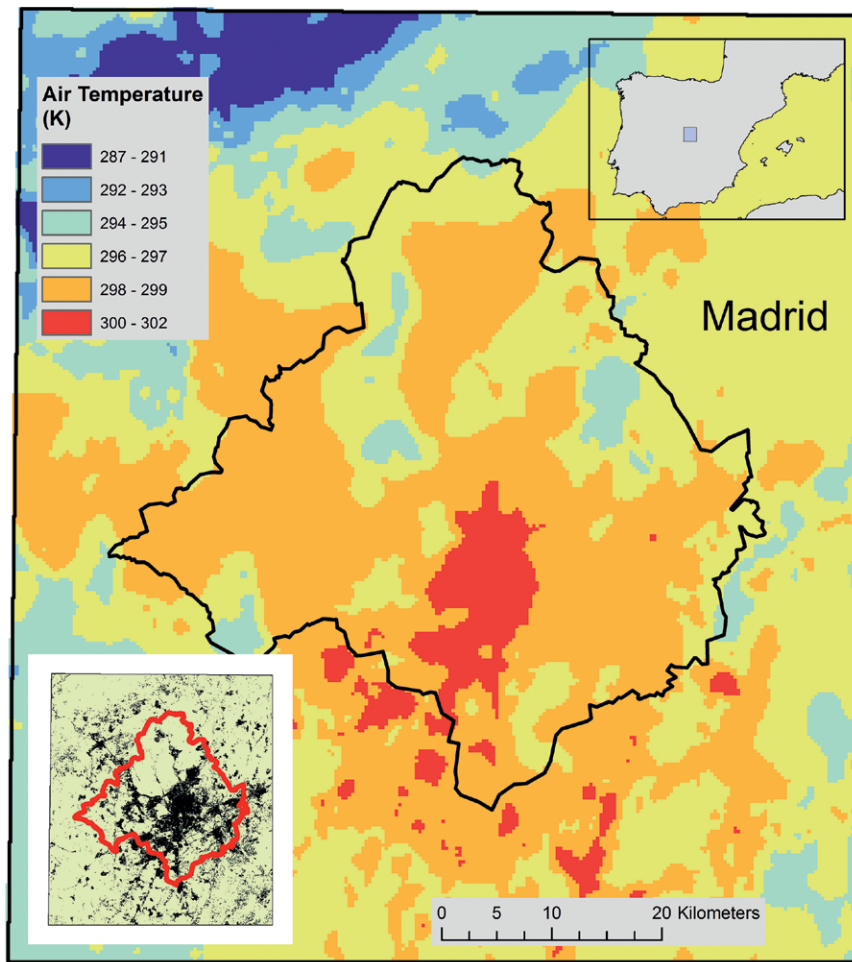 Air Temperature
(K)
287 - 291
292 - 293
294 - 295
296 - 297
298 - 299
300 - 302
Madrid
0 5 10 20 Kilometers